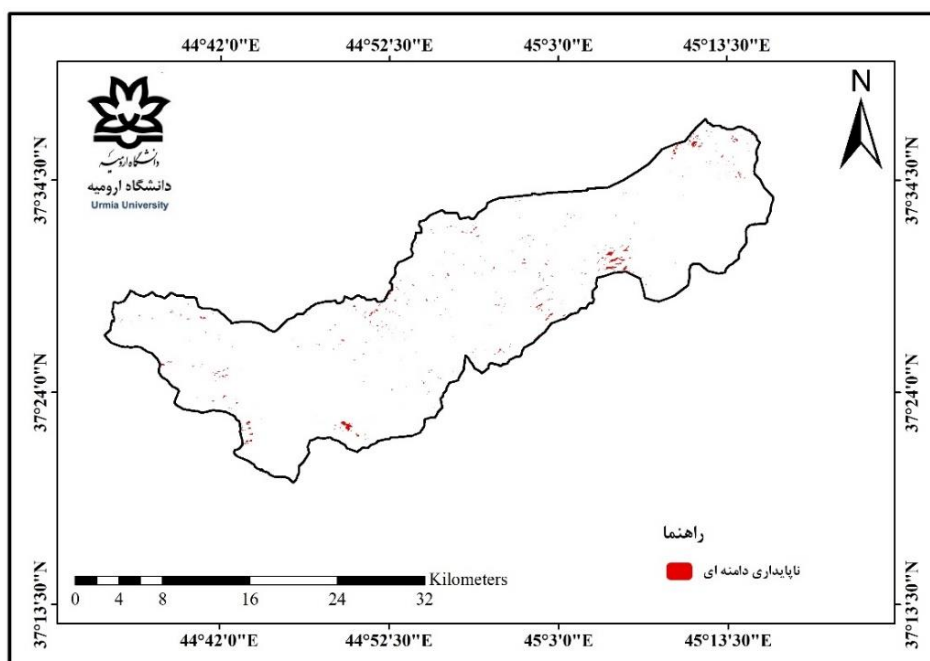 44°42'0"E 44°52'30"E 45°3'0"E 45°13'30"E
N
دانشگاه ارومیه
دانشگاه ارومیه
Urmia University
37°34'30"N 37°34'30"N
37°24'0"N 37°24'0"N
37°13'30"N 37°13'30"N
راهنما
ناپایداری دامنه ای
Kilometers
0 4 8 16 24 32
44°42'0"E 44°52'30"E 45°3'0"E 45°13'30"E